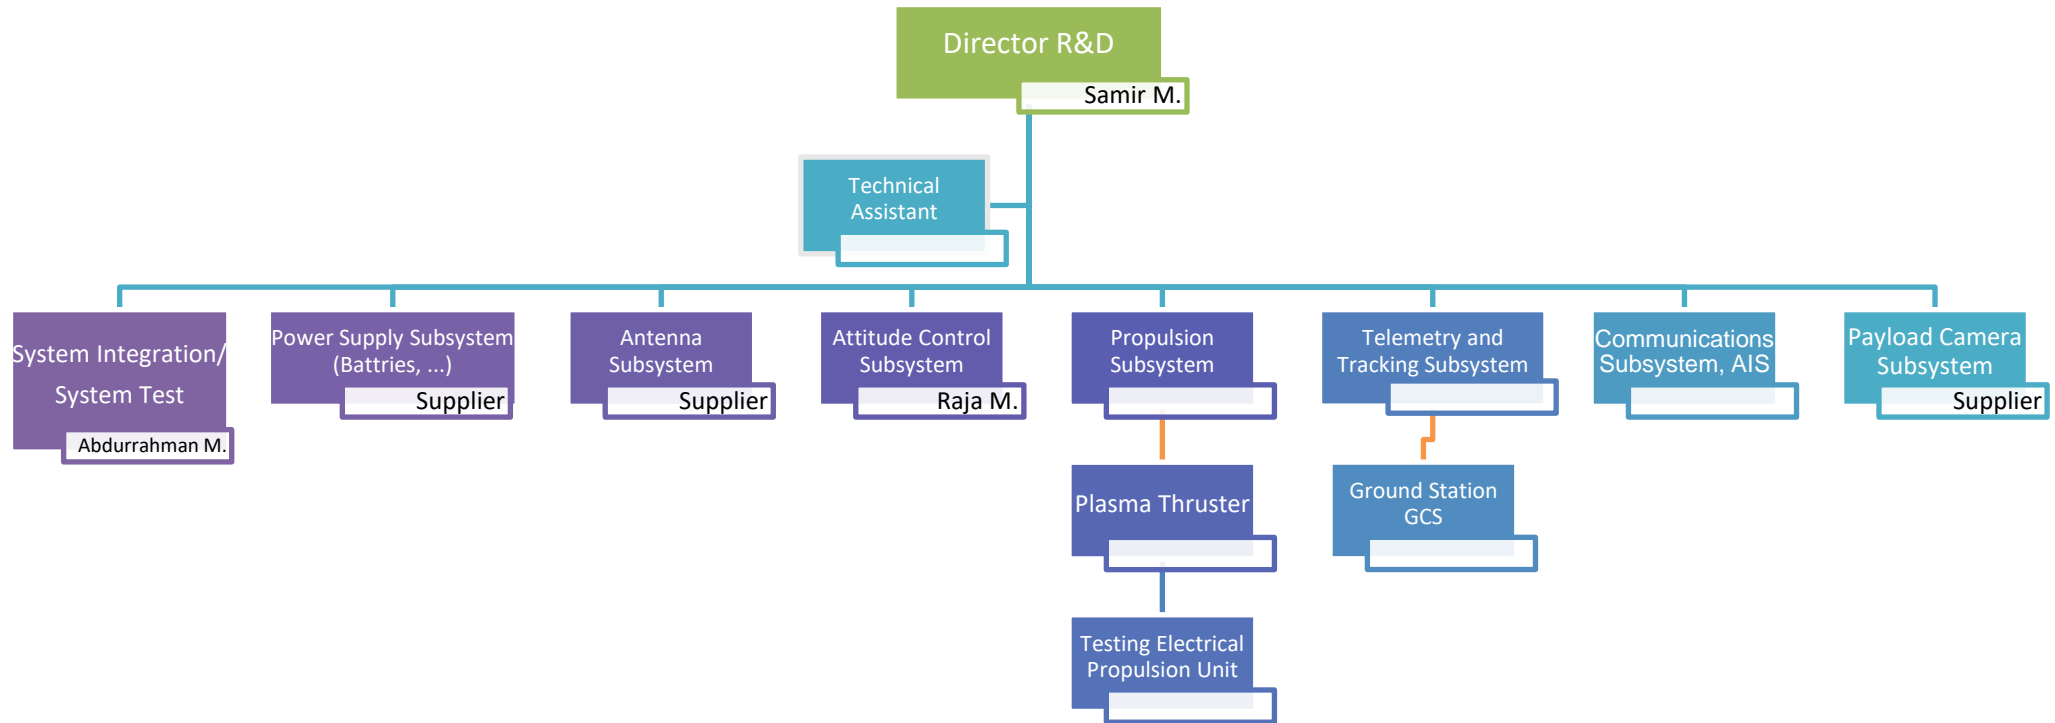 Director R&D
Samir M.
Technical
Assistant
System Integration/
System Test
Abdurrahman M.
Power Supply Subsystem
(Battries, ...)
Supplier
Antenna
Subsystem
Supplier
Attitude Control
Subsystem
Raja M.
Propulsion
Subsystem
Telemetry and
Tracking Subsystem
Communications
Subsystem, AIS
Payload Camera
Subsystem
Supplier
Plasma Thruster
Ground Station
GCS
Testing Electrical
Propulsion Unit